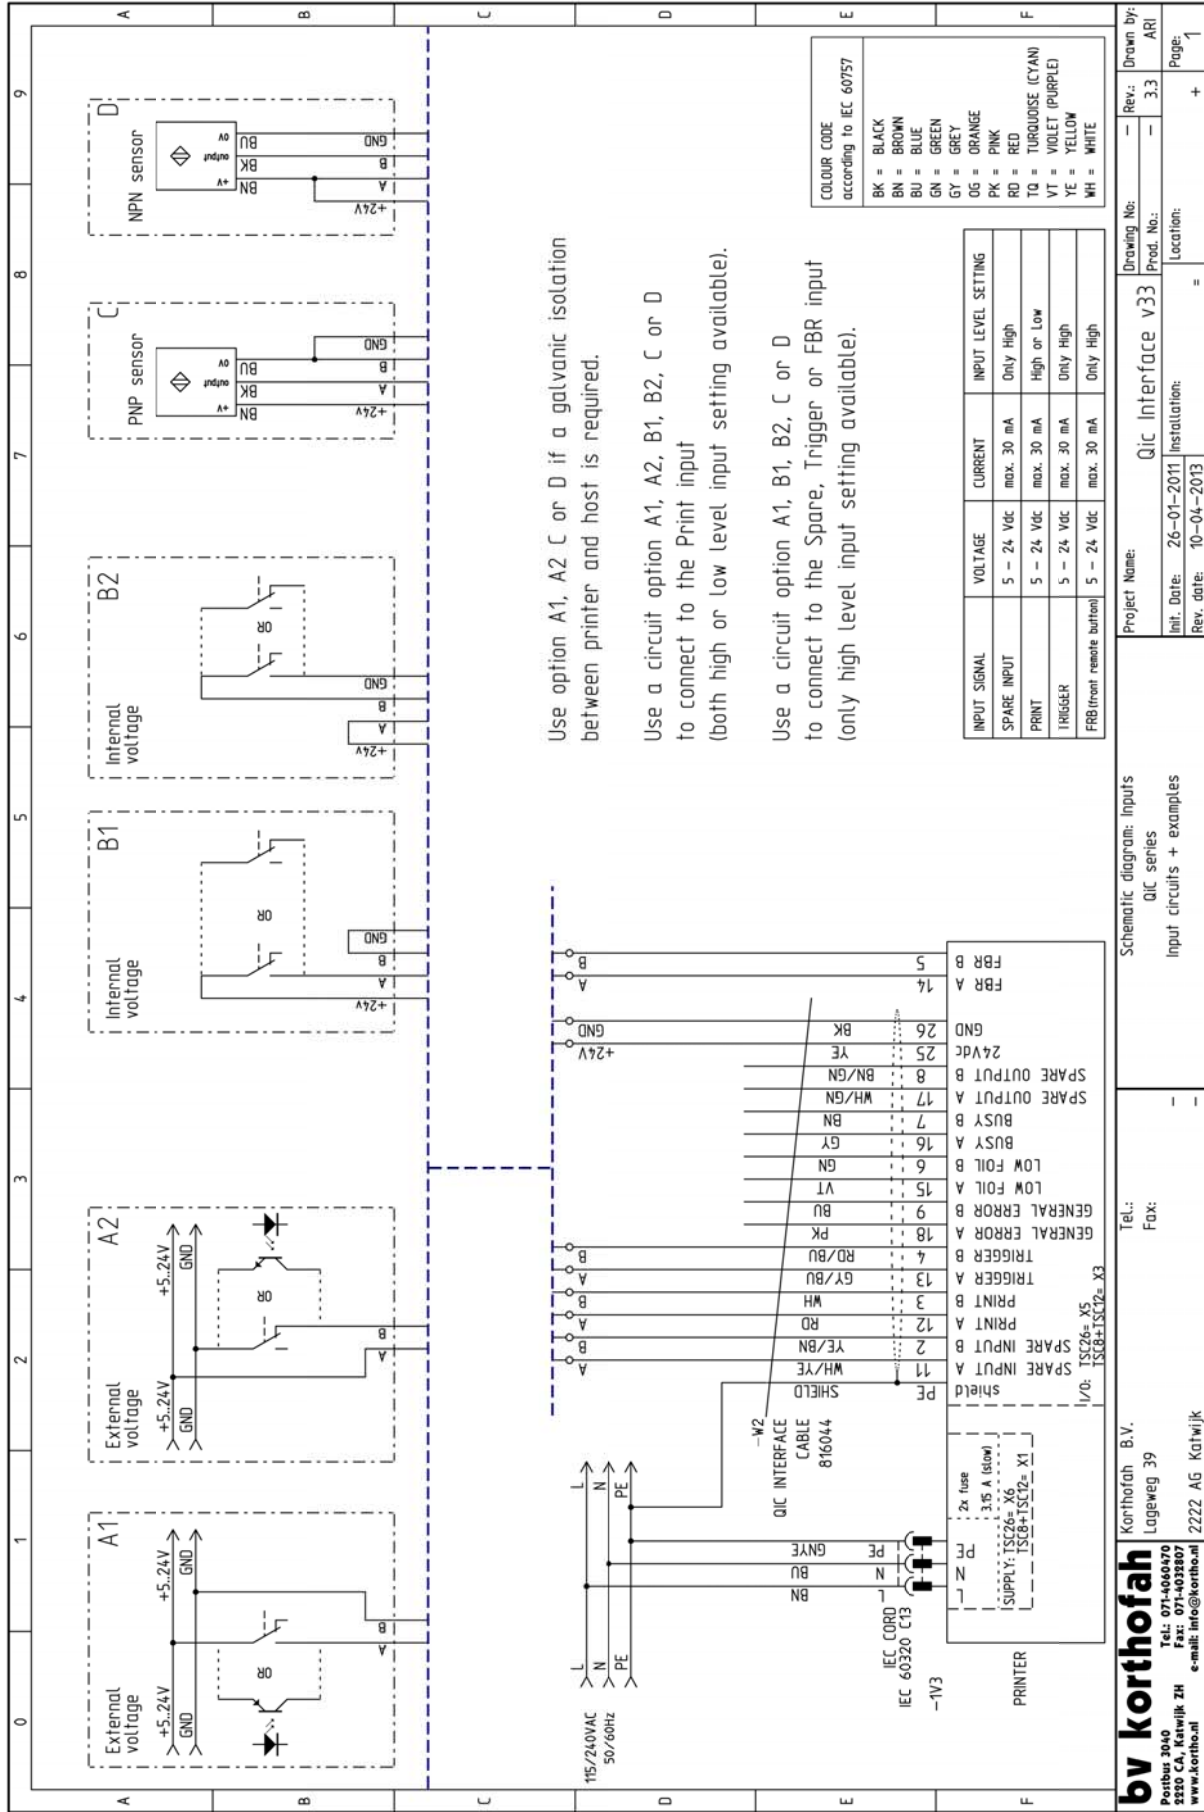 0 1 2 3 4 5 6 7 8 9
A
B
C
D
E
F
A
B
C
D
E
F
External
voltage
A1
+5..24V
GND
+5..24V
GND
OR
A
B
External
voltage
A2
+5..24V
GND
+5..24V
GND
OR
A
B
Internal
voltage
B1
OR
+24V
A
B
GND
Internal
voltage
B2
OR
+24V
A
B
GND
PNP sensor
C
+V
output
0V
BN
BK
BU
+24V
A
B
GND
NPN sensor
D
+V
output
0V
BN
BK
BU
+24V
A
B
GND
Use option A1, A2 C or D if a galvanic isolation
between printer and host is required.
Use a circuit option A1, A2, B1, B2, C or D
to connect to the Print input
(both high or low level input setting available).
Use a circuit option A1, B1, B2, C or D
to connect to the Spare, Trigger or FBR input
(only high level input setting available).
COLOUR CODE
according to IEC 60757
BK = BLACK
BN = BROWN
BU = BLUE
GN = GREEN
GY = GREY
OG = ORANGE
PK = PINK
RD = RED
TQ = TURQUOISE (CYAN)
VT = VIOLET (PURPLE)
YE = YELLOW
WH = WHITE
INPUT SIGNAL VOLTAGE CURRENT INPUT LEVEL SETTING
SPARE INPUT 5 - 24 Vdc max. 30 mA Only High
PRINT 5 - 24 Vdc max. 30 mA High or Low
TRIGGER 5 - 24 Vdc max. 30 mA Only High
FRB(front remote button) 5 - 24 Vdc max. 30 mA Only High
115/240VAC
50/60Hz
L
N
PE
L
N
PE
BN
BU
GNYE
L
N
PE
IEC CORD
IEC 60320 C13
-1V3
L
N
PE
2x fuse
3.15 A (slow)
SUPPLY: TSC26= X6
TSC8+TSC12= X1
PRINTER
-W2
QIC INTERFACE
CABLE
816044
SHIELD PE shield
A WH/YE 11 SPARE INPUT A
B YE/BN 2 SPARE INPUT B
A RD 12 PRINT A
B WH 3 PRINT B
A GY/BU 13 TRIGGER A
B RD/BU 4 TRIGGER B
PK 18 GENERAL ERROR A
BU 9 GENERAL ERROR B
VT 15 LOW FOIL A
GN 6 LOW FOIL B
GY 16 BUSY A
BN 7 BUSY B
WH/GN 17 SPARE OUTPUT A
BN/GN 8 SPARE OUTPUT B
+24V YE 25 24Vdc
GND BK 26 GND
A 14 FBR A
B 5 FBR B
I/O: TSC26= X5
TSC8+TSC12= X3
bv korthofah
Postbus 3040 Tel.: 071-4060470
2220 CA, Katwijk ZH Fax: 071-4032807
www.kortho.nl e-mail: info@kortho.nl
Korthofah B.V.
Lageweg 39
2222 AG Katwijk
Tel.:
Fax:
-
-
Schematic diagram: Inputs
QiC series
Input circuits + examples
Project Name:
Qic Interface v33
Init. Date: 26-01-2011
Rev. date: 10-04-2013
Installation:
=
Drawing No: -
Prod. No.: -
Location:
+
Rev.: 3.3
Drawn by: ARI
Page: 1